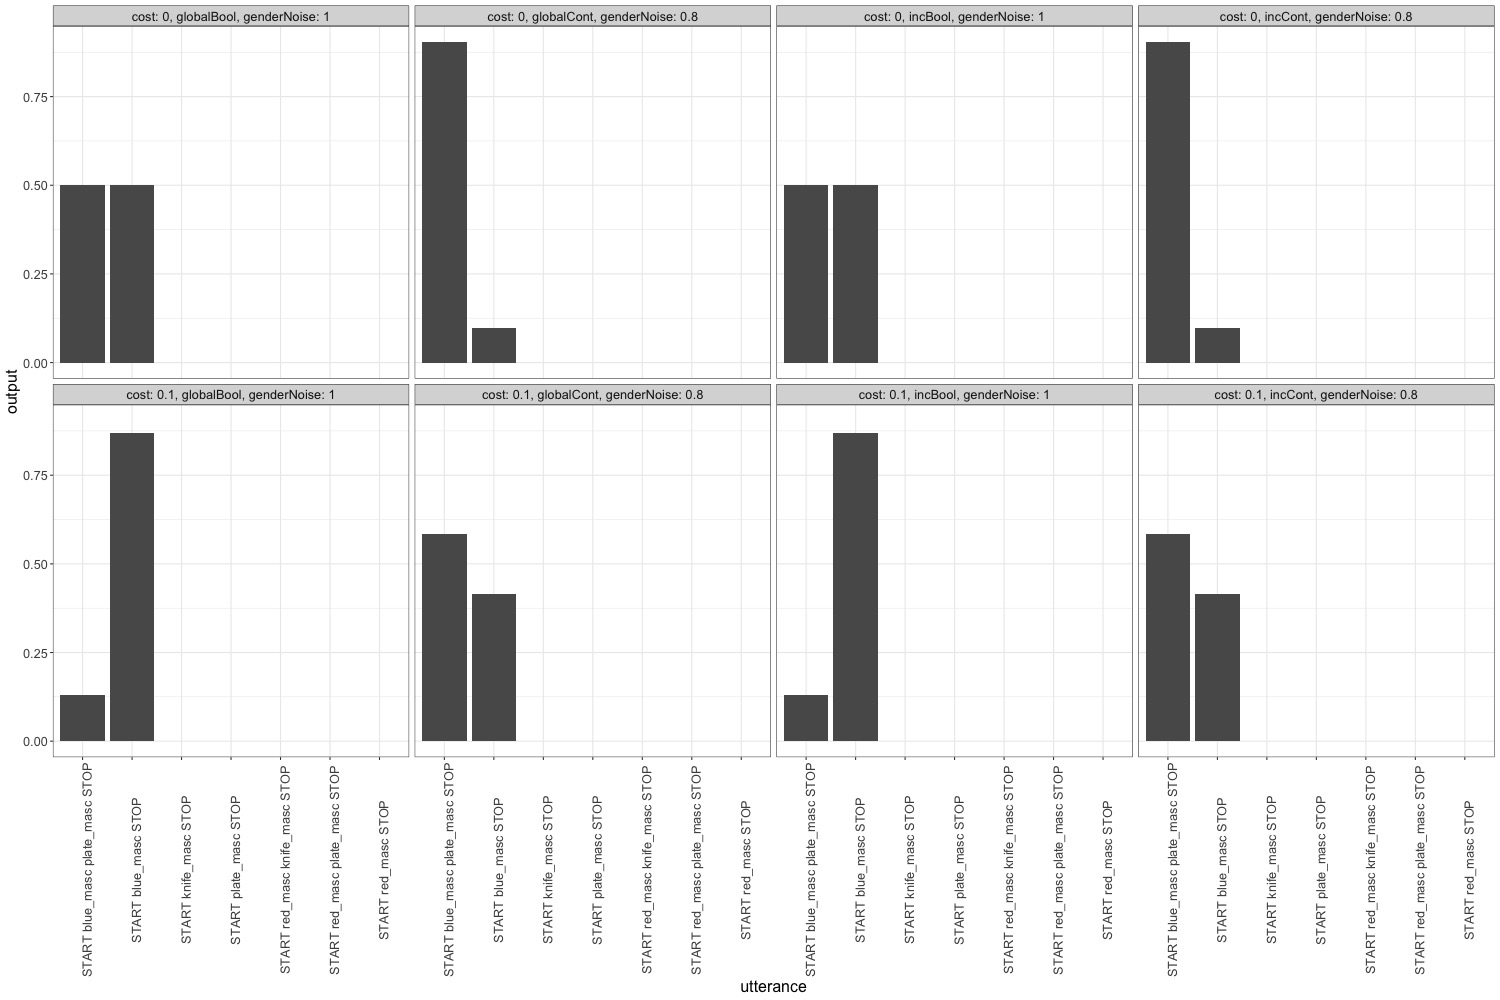 cost: 0, globalBool, genderNoise: 1
cost: 0, globalCont, genderNoise: 0.8
cost: 0, incBool, genderNoise: 1
cost: 0, incCont, genderNoise: 0.8
0.75
0.50
0.25
0.00
output
cost: 0.1, globalBool, genderNoise: 1
cost: 0.1, globalCont, genderNoise: 0.8
cost: 0.1, incBool, genderNoise: 1
cost: 0.1, incCont, genderNoise: 0.8
0.75
0.50
0.25
0.00
START blue_masc plate_masc STOP
START blue_masc STOP
START knife_masc STOP
START plate_masc STOP
START red_masc knife_masc STOP
START red_masc plate_masc STOP
START red_masc STOP
START blue_masc plate_masc STOP
START blue_masc STOP
START knife_masc STOP
START plate_masc STOP
START red_masc knife_masc STOP
START red_masc plate_masc STOP
START red_masc STOP
START blue_masc plate_masc STOP
START blue_masc STOP
START knife_masc STOP
START plate_masc STOP
START red_masc knife_masc STOP
START red_masc plate_masc STOP
START red_masc STOP
START blue_masc plate_masc STOP
START blue_masc STOP
START knife_masc STOP
START plate_masc STOP
START red_masc knife_masc STOP
START red_masc plate_masc STOP
START red_masc STOP
utterance